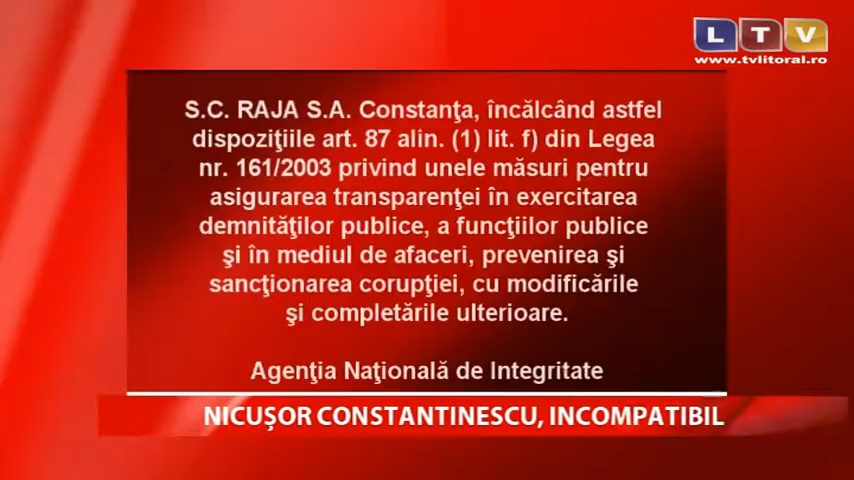 LTV
www.tvlitoral.ro
S.C. RAJA S.A. Constanţa, încălcând astfel
dispoziţiile art. 87 alin. (1) lit. f) din Legea
nr. 161/2003 privind unele măsuri pentru
asigurarea transparenţei în exercitarea
demnităţilor publice, a funcţiilor publice
şi în mediul de afaceri, prevenirea şi
sancţionarea corupţiei, cu modificările
şi completările ulterioare.
Agenţia Naţională de Integritate
NICUȘOR CONSTANTINESCU, INCOMPATIBIL